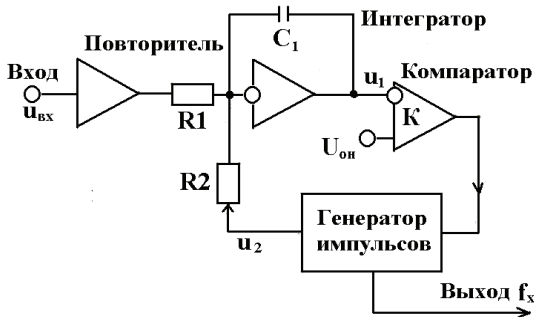 Интегратор
Повторитель
C1
Вход
uвх
R1
u1
Компаратор
К
Uон
R2
u2
Генератор
импульсов
Выход fx